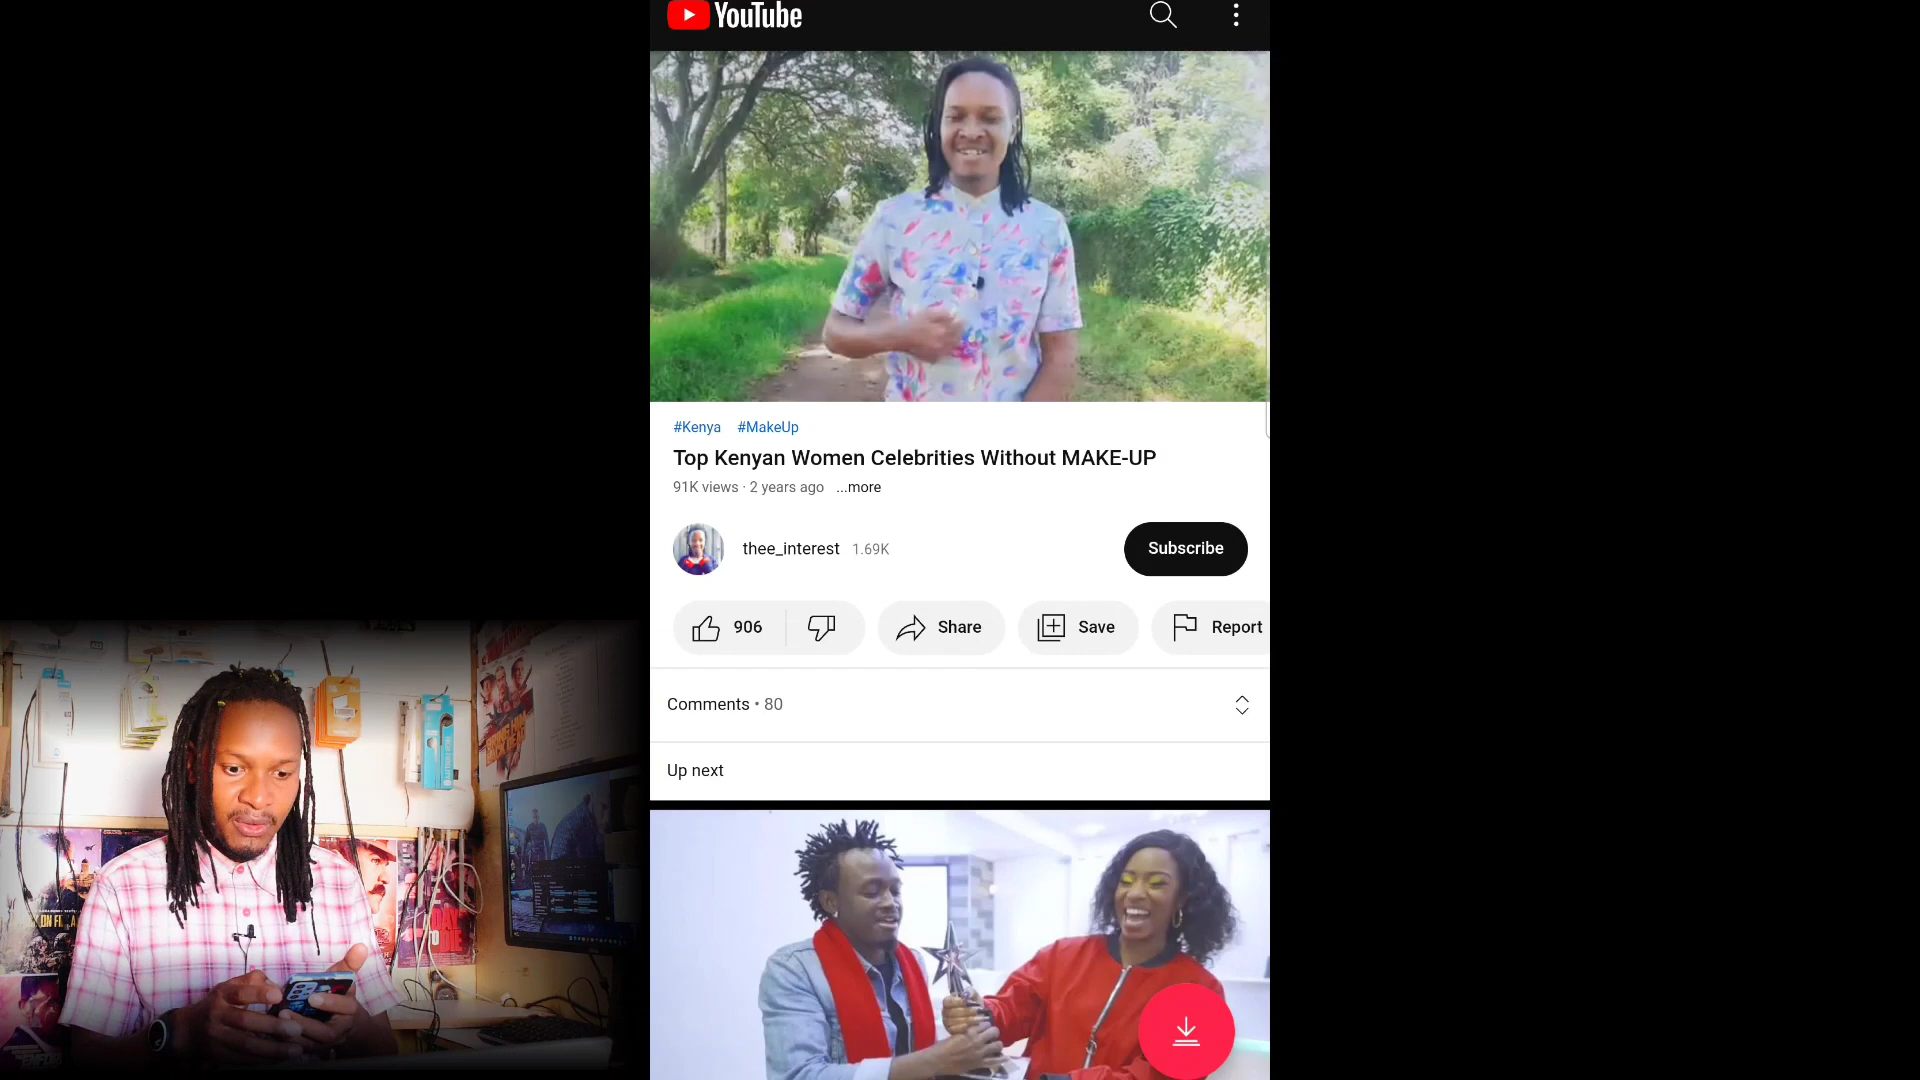 YouTube
#Kenya #MakeUp
Top Kenyan Women Celebrities Without MAKE-UP
91K views · 2 years ago ...more
thee_interest 1.69K
Subscribe
906
Share
Save
Report
Comments • 80
Up next